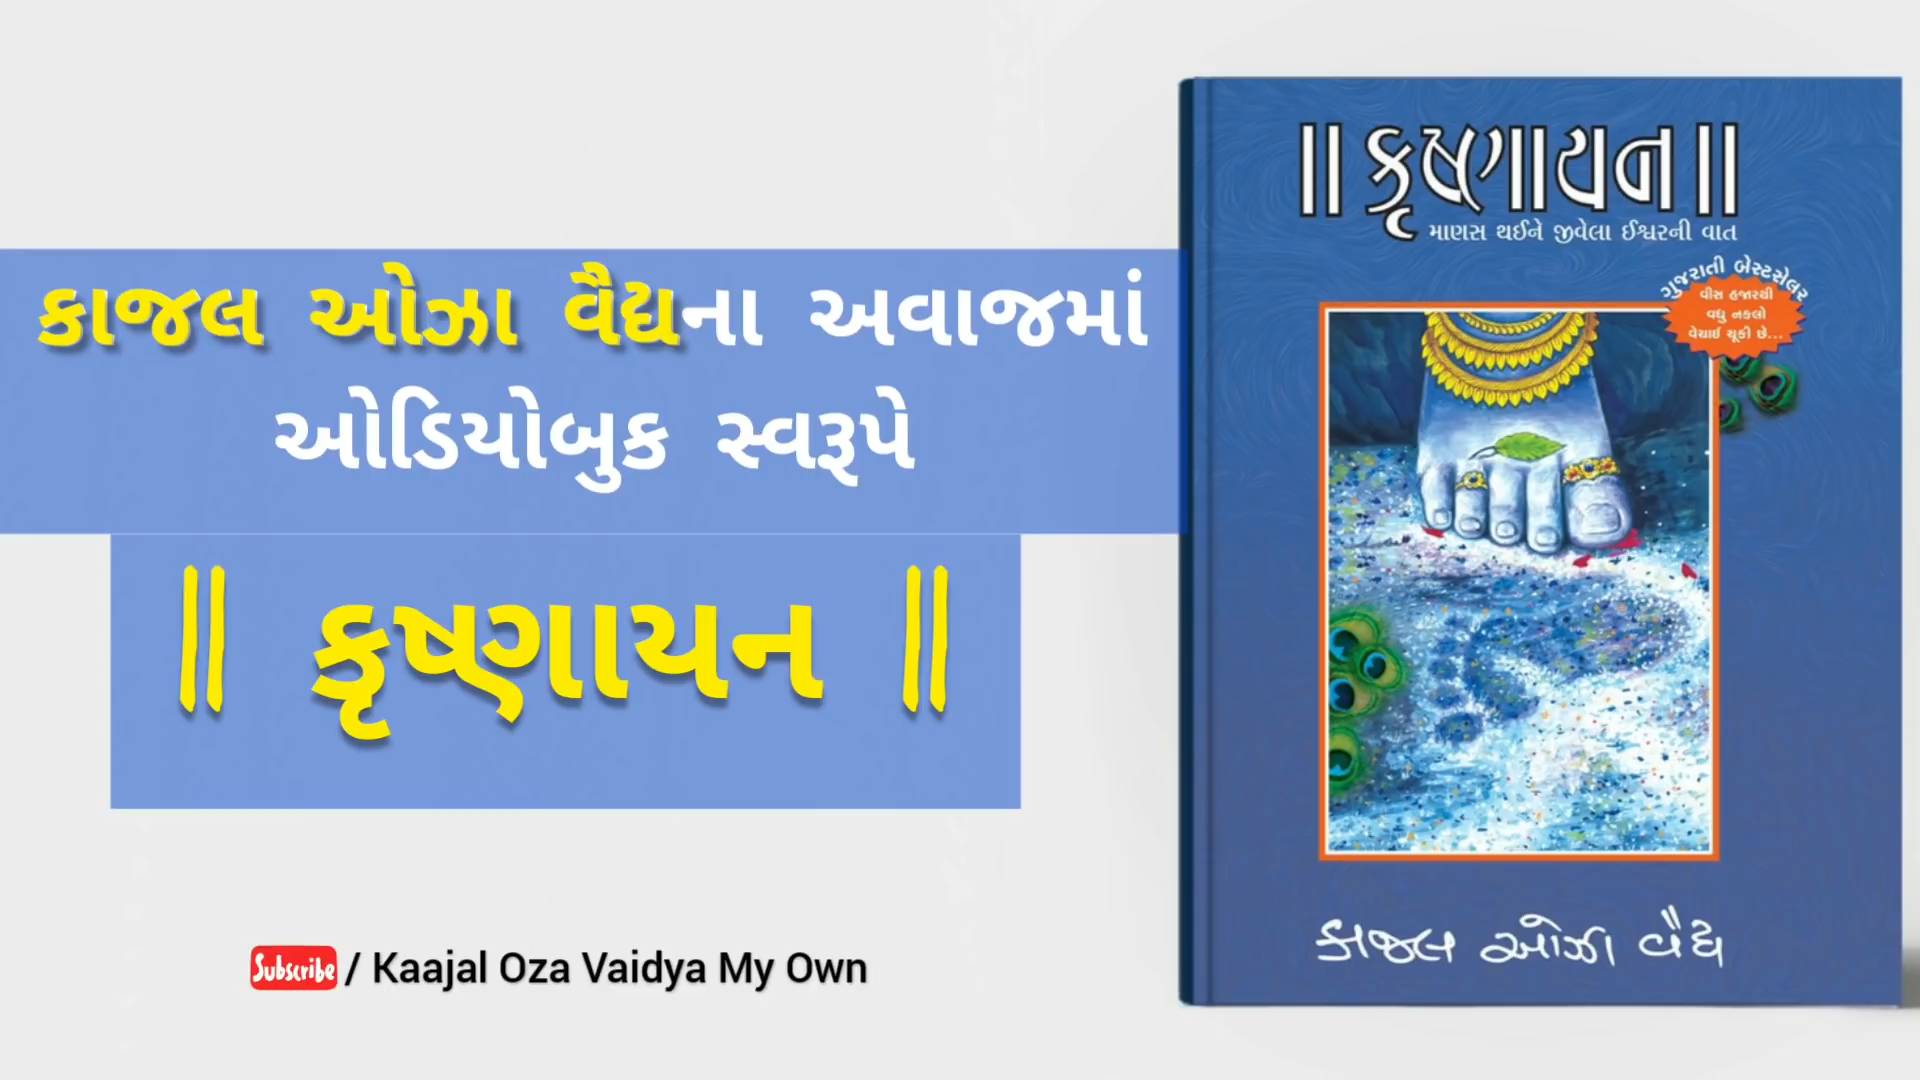 કાજલ ઓઝા વૈદ્યના અવાજમાં
ઓડિયોબુક સ્વરૂપે
|| કૃષ્ણાયન ||
Subscribe / Kaajal Oza Vaidya My Own
|| કૃષ્ણાયન ||
માણસ થઈને જીવેલા ઈશ્વરની વાત
ગુજરાતી બેસ્ટસેલર
વીસ હજારથી
વધુ નકલો
વેચાઈ ચૂકી છે...
કાજલ ઓઝા વૈદ્ય